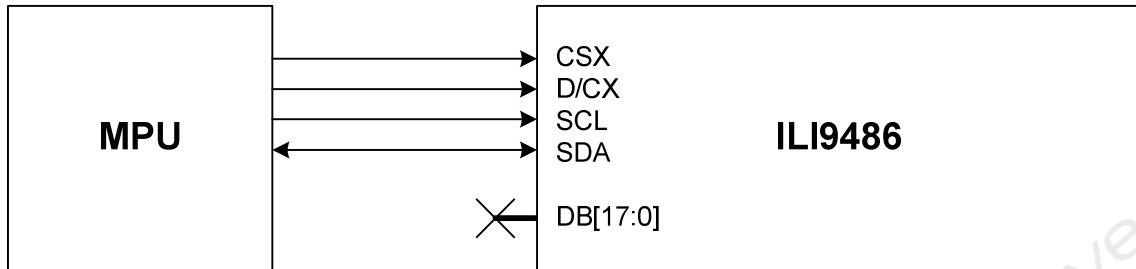 MPU
CSX
D/CX
SCL
SDA
DB[17:0]
ILI9486